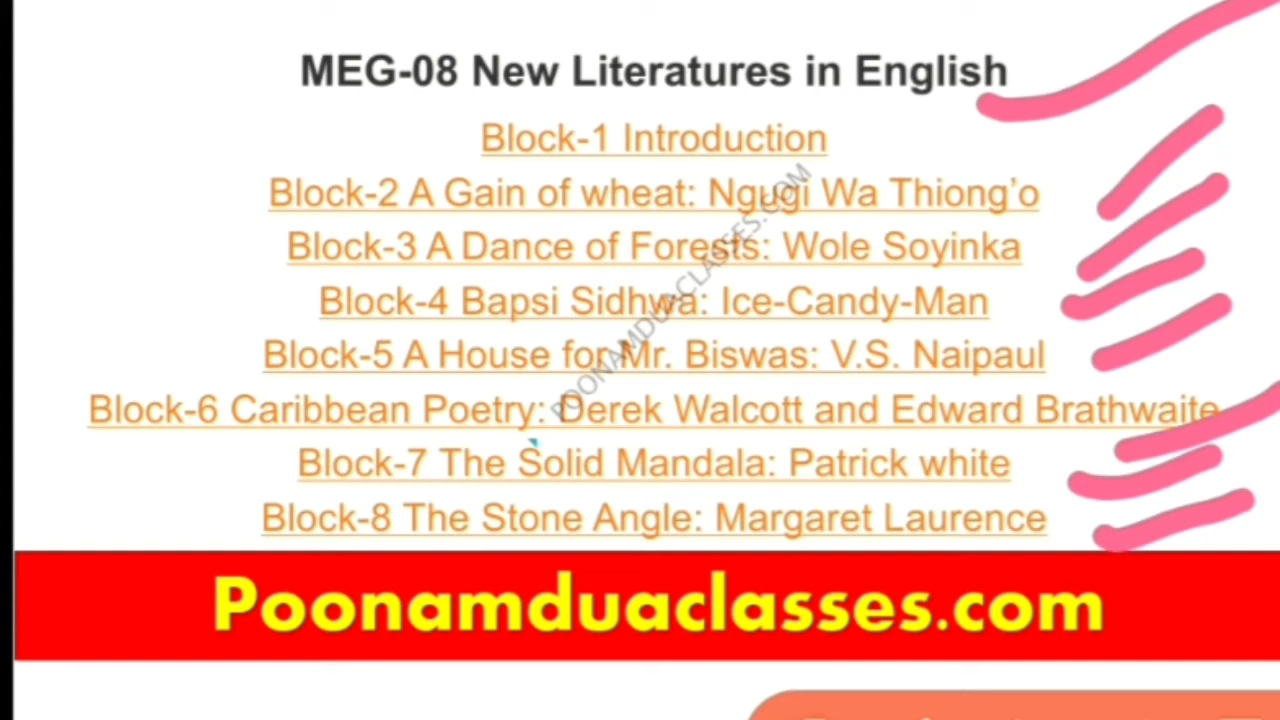 MEG-08 New Literatures in English
Block-1 Introduction
Block-2 A Gain of wheat: Ngugi Wa Thiong’o
Block-3 A Dance of Forests: Wole Soyinka
Block-4 Bapsi Sidhwa: Ice-Candy-Man
Block-5 A House for Mr. Biswas: V.S. Naipaul
Block-6 Caribbean Poetry: Derek Walcott and Edward Brathwaite
Block-7 The Solid Mandala: Patrick white
Block-8 The Stone Angle: Margaret Laurence
POONAMDUACLASSES.COM
Poonamduaclasses.com